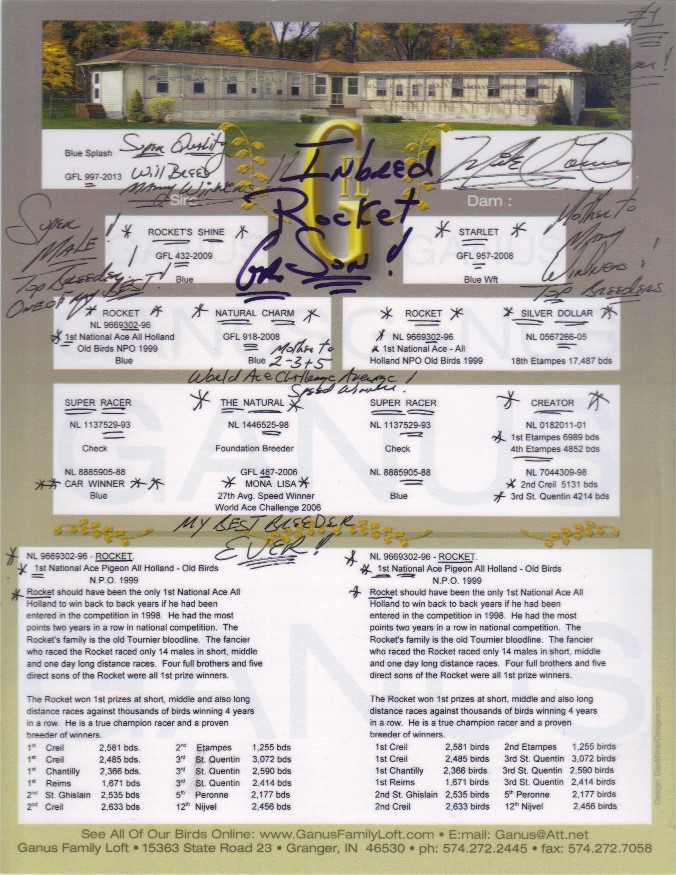 #1
Blue Splash
Super Quality
GFL 997-2013
Will Breed
Many Winners!
Inbred
Rocket
Gr. Son!
GFL
Sire
Dam :
Super
Male!
Top Breeder
One of my Best!
* ROCKET'S SHINE *
GFL 432-2009
Blue
* STARLET *
GFL 957-2008
Blue Wft
Mother to
Many
Winners!
Top Breeders
* ROCKET *
NL 9669302-96
* 1st National Ace All Holland
Old Birds NPO 1999
Blue
* NATURAL CHARM *
GFL 918-2008
Blue
Mother to
2-3+5
World Ace Challenge Average
Speed Winner!
* ROCKET *
* NL 9669302-96
* 1st National Ace - All
Holland NPO Old Birds 1999
* SILVER DOLLAR *
NL 0567266-05
18th Etampes 17,487 bds
SUPER RACER
NL 1137529-93
Check
NL 8885905-88
** CAR WINNER **
Blue
* THE NATURAL *
NL 1446525-98
Foundation Breeder
GFL 487-2006
* MONA LISA *
27th Avg. Speed Winner
World Ace Challenge 2006
SUPER RACER
NL 1137529-93
Check
NL 8885905-88
Blue
* CREATOR *
NL 0182011-01
* 1st Etampes 6989 bds
4th Etampes 4852 bds
NL 7044309-98
* 2nd Creil 5131 bds
* 3rd St. Quentin 4214 bds
My Best Breeder
Ever!
* NL 9669302-96 - ROCKET.
* 1st National Ace Pigeon All Holland - Old Birds
N.P.O. 1999
* Rocket should have been the only 1st National Ace All
Holland to win back to back years if he had been
entered in the competition in 1998. He had the most
points two years in a row in national competition. The
Rocket's family is the old Tournier bloodline. The fancier
who raced the Rocket raced only 14 males in short, middle
and one day long distance races. Four full brothers and five
direct sons of the Rocket were all 1st prize winners.
The Rocket won 1st prizes at short, middle and also long
distance races against thousands of birds winning 4 years
in a row. He is a true champion racer and a proven
breeder of winners.
1st Creil 2,581 bds. 2nd Etampes 1,255 bds
1st Creil 2,485 bds. 3rd St. Quentin 3,072 bds
1st Chantilly 2,366 bds. 3rd St. Quentin 2,590 bds
1st Reims 1,671 bds 3rd St. Quentin 2,414 bds
2nd St. Ghislain 2,535 bds 5th Peronne 2,177 bds
2nd Creil 2,633 bds 12th Nijvel 2,456 bds
* NL 9669302-96 - ROCKET.
* 1st National Ace Pigeon All Holland - Old Birds
N.P.O. 1999
* Rocket should have been the only 1st National Ace All
Holland to win back to back years if he had been
entered in the competition in 1998. He had the most
points two years in a row in national competition. The
Rocket's family is the old Tournier bloodline. The fancier
who raced the Rocket raced only 14 males in short, middle
and one day long distance races. Four full brothers and five
direct sons of the Rocket were all 1st prize winners.
The Rocket won 1st prizes at short, middle and also long
distance races against thousands of birds winning 4 years
in a row. He is a true champion racer and a proven
breeder of winners.
1st Creil 2,581 birds 2nd Etampes 1,255 birds
1st Creil 2,485 birds 3rd St. Quentin 3,072 birds
1st Chantilly 2,366 birds. 3rd St. Quentin 2,590 birds
1st Reims 1,671 birds 3rd St. Quentin 2,414 birds
2nd St. Ghislain 2,535 birds 5th Peronne 2,177 birds
2nd Creil 2,633 birds 12th Nijvel 2,456 birds
See All Of Our Birds Online: www.GanusFamilyLoft.com • E:mail: Ganus@Att.net
Ganus Family Loft • 15363 State Road 23 • Granger, IN 46530 • ph: 574.272.2445 • fax: 574.272.7058